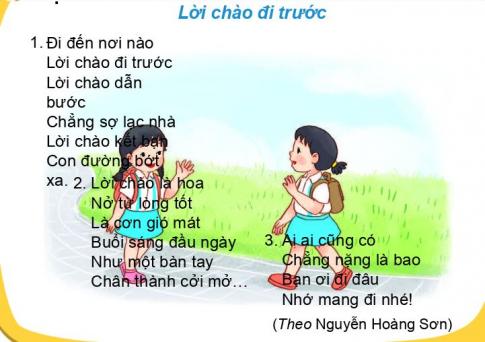 Lời chào đi trước
1. Đi đến nơi nào
Lời chào đi trước
Lời chào dẫn
bước
Chẳng sợ lạc nhà
Lời chào kết bạn
Con đường bớt
xa.
2. Lời chào là hoa
Nở từ lòng tốt
Là cơn gió mát
Buổi sáng đầu ngày
Như một bàn tay
Chân thành cởi mở…
3. Ai ai cũng có
Chẳng nặng là bao
Bạn ơi đi đâu
Nhớ mang đi nhé!
(Theo Nguyễn Hoàng Sơn)